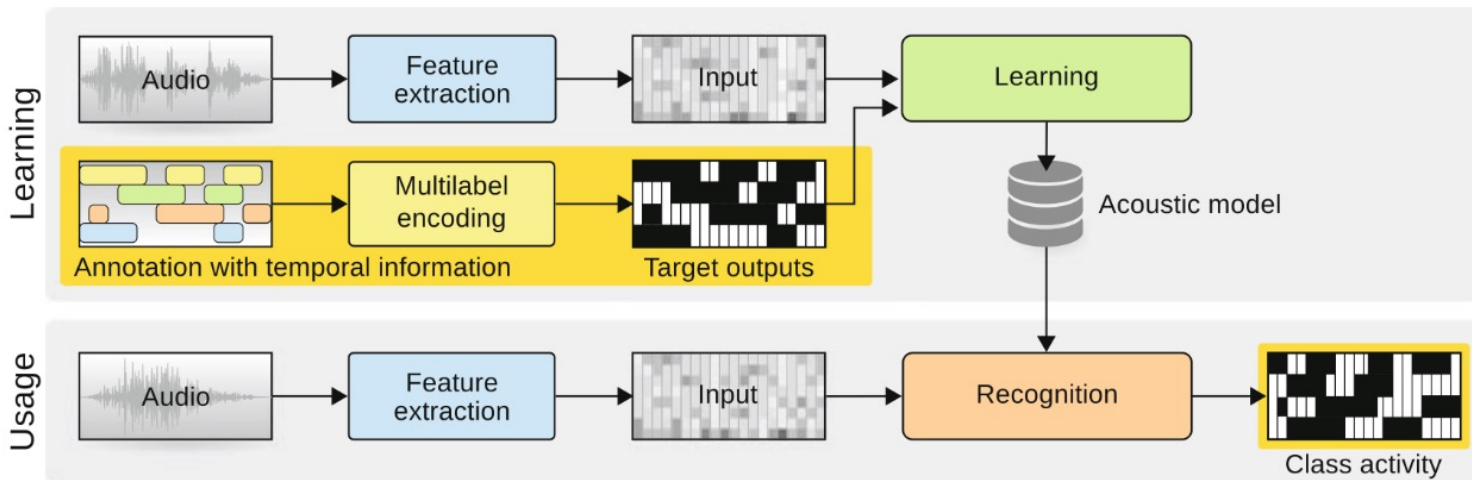 Learning
Audio
Feature
extraction
Input
Learning
Multilabel
encoding
Annotation with temporal information
Target outputs
Acoustic model
Usage
Audio
Feature
extraction
Input
Recognition
Class activity